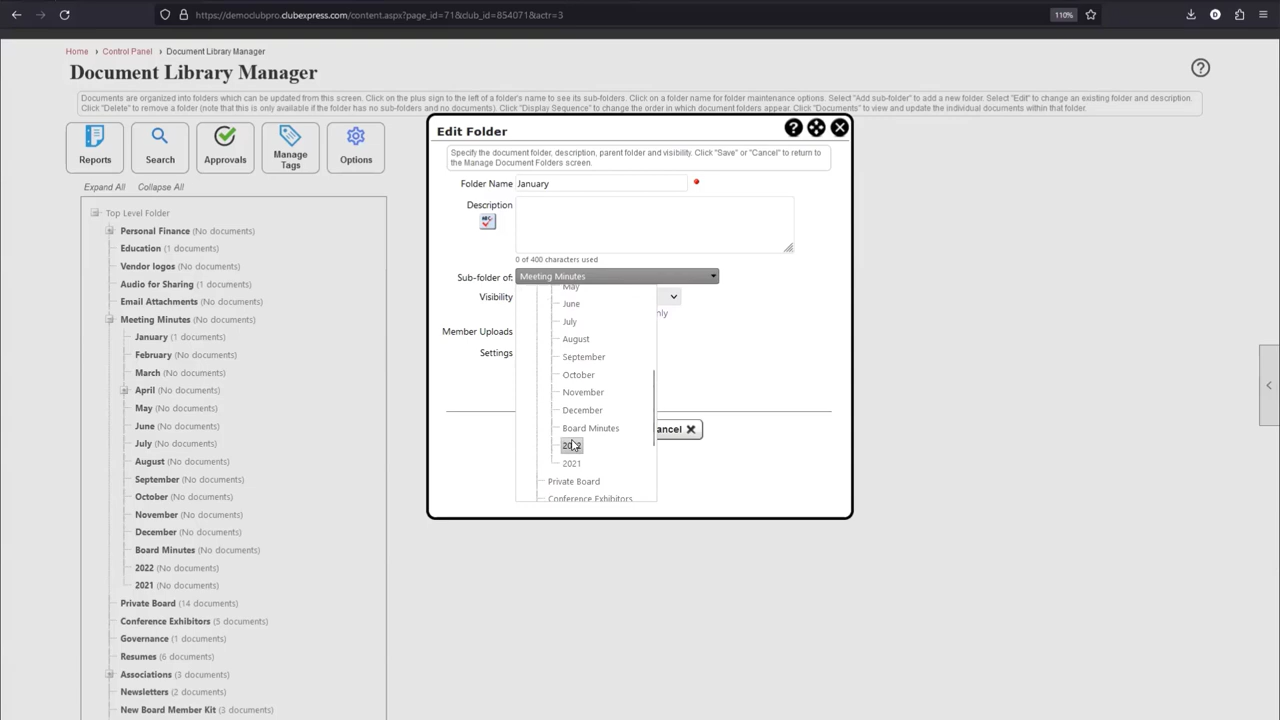 https://democlubpro.clubexpress.com/content.aspx?page_id=71&club_id=854071&actr=3
110%
Home › Control Panel › Document Library Manager
Document Library Manager
Documents are organized into folders which can be updated from this screen. Click on the plus sign to the left of a folder's name to see its sub-folders. Click on a folder name for folder maintenance options. Select "Add sub-folder" to add a new folder. Select "Edit" to change an existing folder and description.
Click "Delete" to remove a folder (note that this is only available if the folder has no sub-folders and no documents). Click "Display Sequence" to change the order in which document folders appear. Click "Documents" to view and update the individual documents within that folder.
Reports
Search
Approvals
Manage Tags
Options
Expand All Collapse All
Top Level Folder
Personal Finance (No documents)
Education (1 documents)
Vendor logos (No documents)
Audio for Sharing (1 documents)
Email Attachments (No documents)
Meeting Minutes (No documents)
January (1 documents)
February (No documents)
March (No documents)
April (No documents)
May (No documents)
June (No documents)
July (No documents)
August (No documents)
September (No documents)
October (No documents)
November (No documents)
December (No documents)
Board Minutes (No documents)
2022 (No documents)
2021 (No documents)
Private Board (14 documents)
Conference Exhibitors (5 documents)
Governance (1 documents)
Resumes (6 documents)
Associations (3 documents)
Newsletters (2 documents)
New Board Member Kit (3 documents)
Edit Folder
Specify the document folder, description, parent folder and visibility. Click "Save" or "Cancel" to return to
the Manage Document Folders screen.
Folder Name January
Description
ABC
0 of 400 characters used
Sub-folder of: Meeting Minutes
Visibility
nly
Member Uploads
Settings
May
June
July
August
September
October
November
December
Board Minutes
2021
Private Board
Conference Exhibitors
ancel